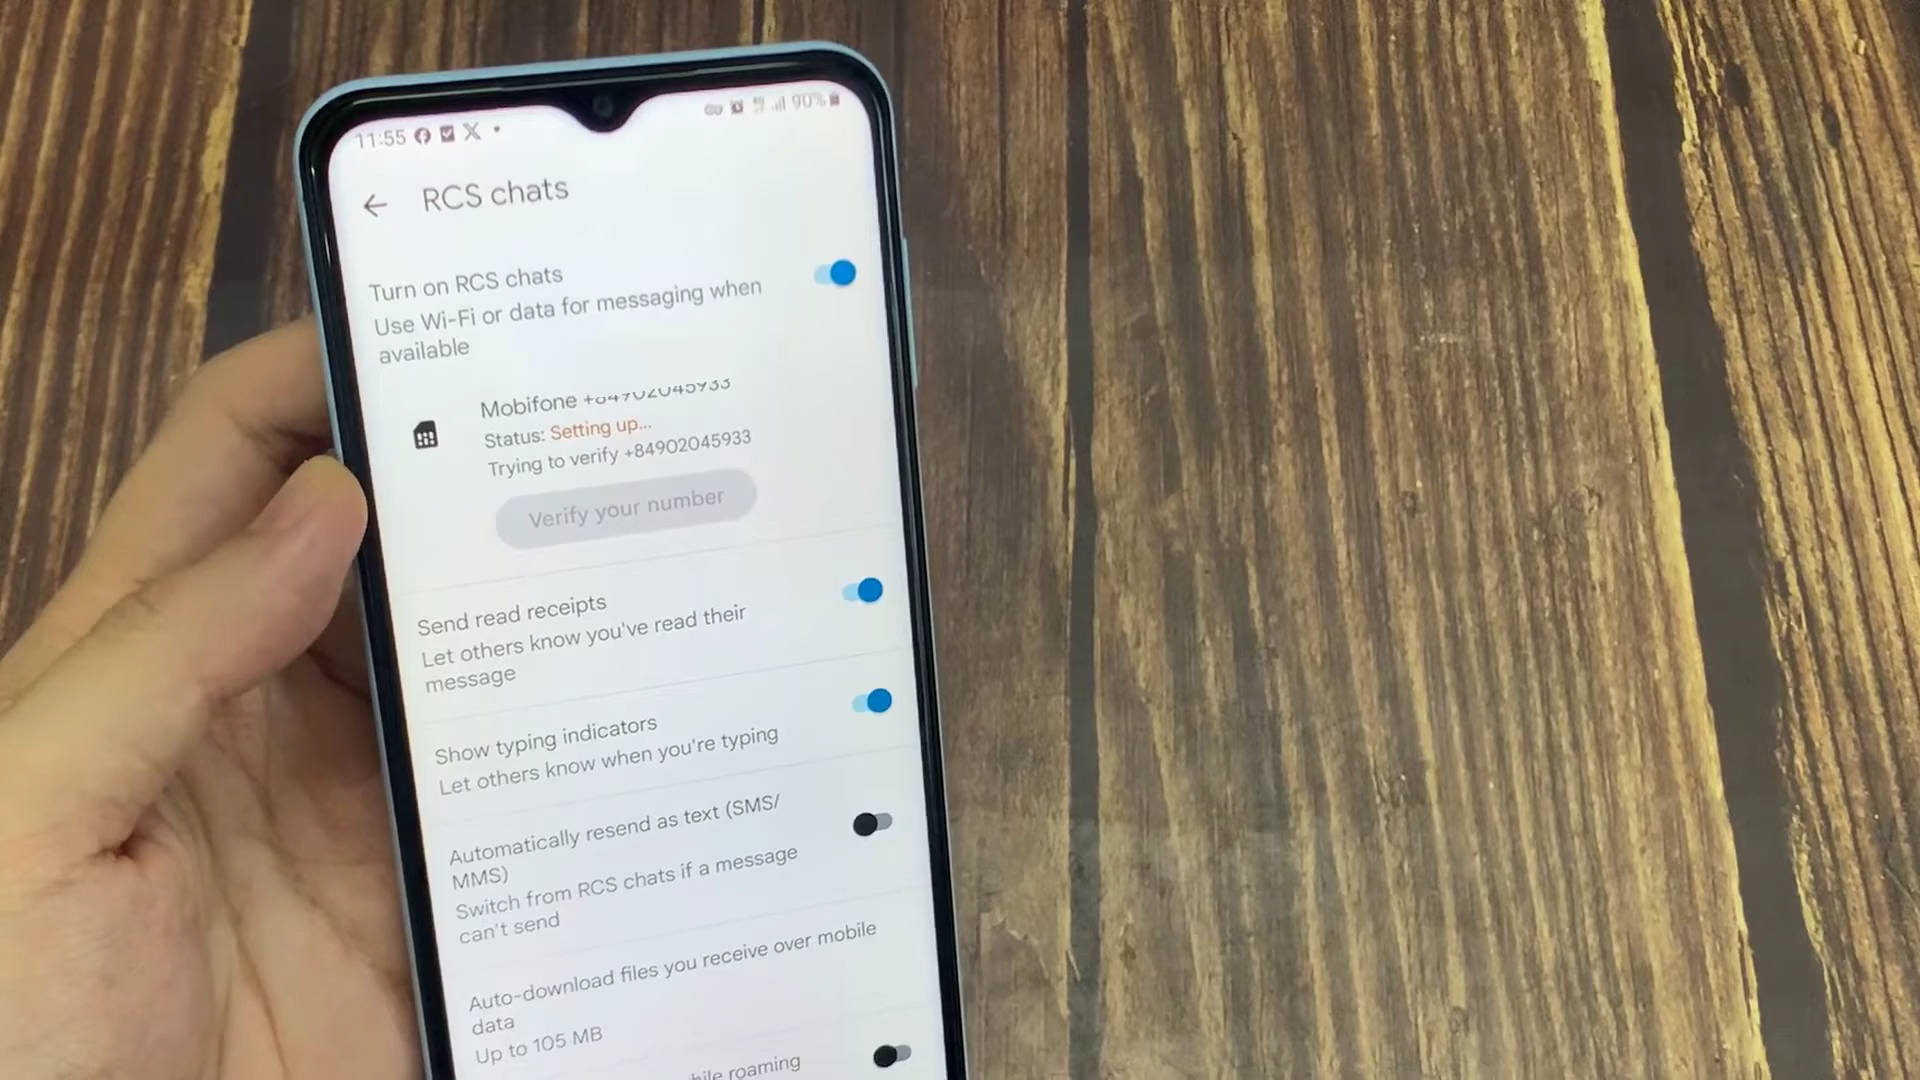 11:55 90%
RCS chats
Turn on RCS chats
Use Wi-Fi or data for messaging when
available
Mobifone +84902045933
Status: Setting up...
Trying to verify +84902045933
Verify your number
Send read receipts
Let others know you've read their
message
Show typing indicators
Let others know when you're typing
Automatically resend as text (SMS/
MMS)
Switch from RCS chats if a message
can't send
Auto-download files you receive over mobile
data
Up to 105 MB
roaming